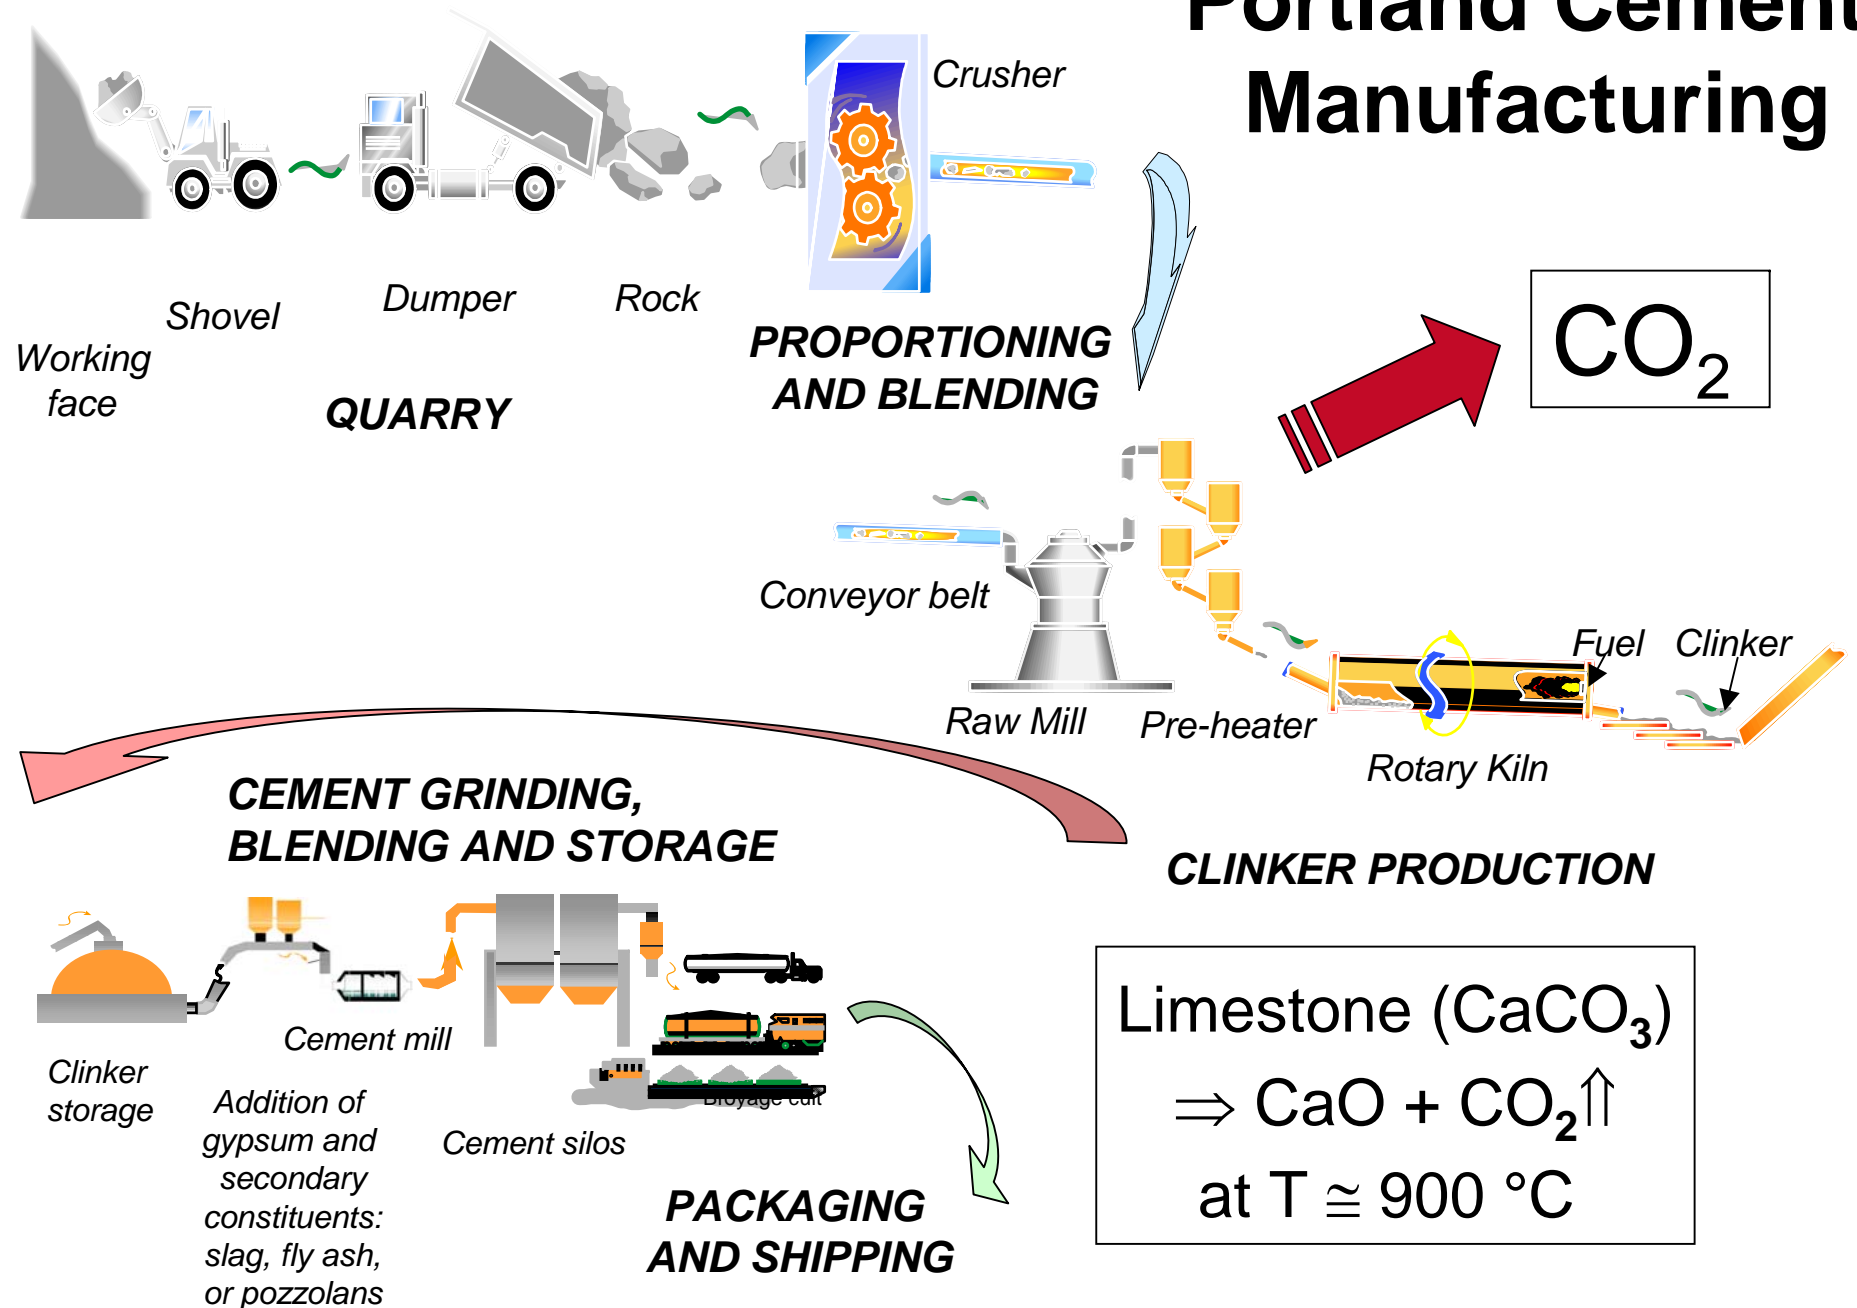 Portland Cement
Manufacturing
Crusher
Shovel
Dumper
Rock
Working
face
QUARRY
PROPORTIONING
AND BLENDING
CO₂
Conveyor belt
Raw Mill
Pre-heater
Fuel
Clinker
Rotary Kiln
CLINKER PRODUCTION
CEMENT GRINDING,
BLENDING AND STORAGE
Clinker
storage
Cement mill
Addition of
gypsum and
secondary
constituents:
slag, fly ash,
or pozzolans
Cement silos
Broyage cuit
PACKAGING
AND SHIPPING
Limestone (CaCO₃)
⇒ CaO + CO₂⇑
at T ≅ 900 °C